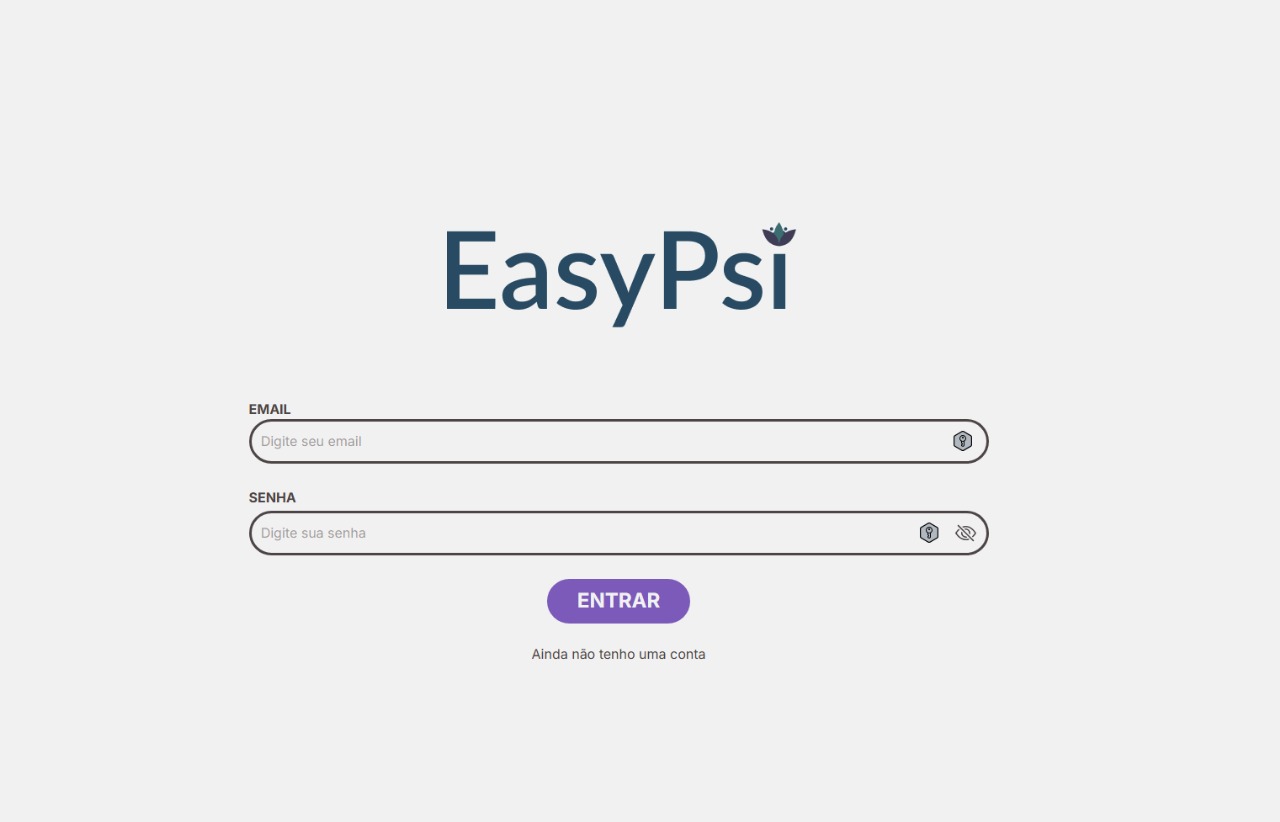 EasyPsi
EMAIL
Digite seu email
SENHA
Digite sua senha
ENTRAR
Ainda não tenho uma conta